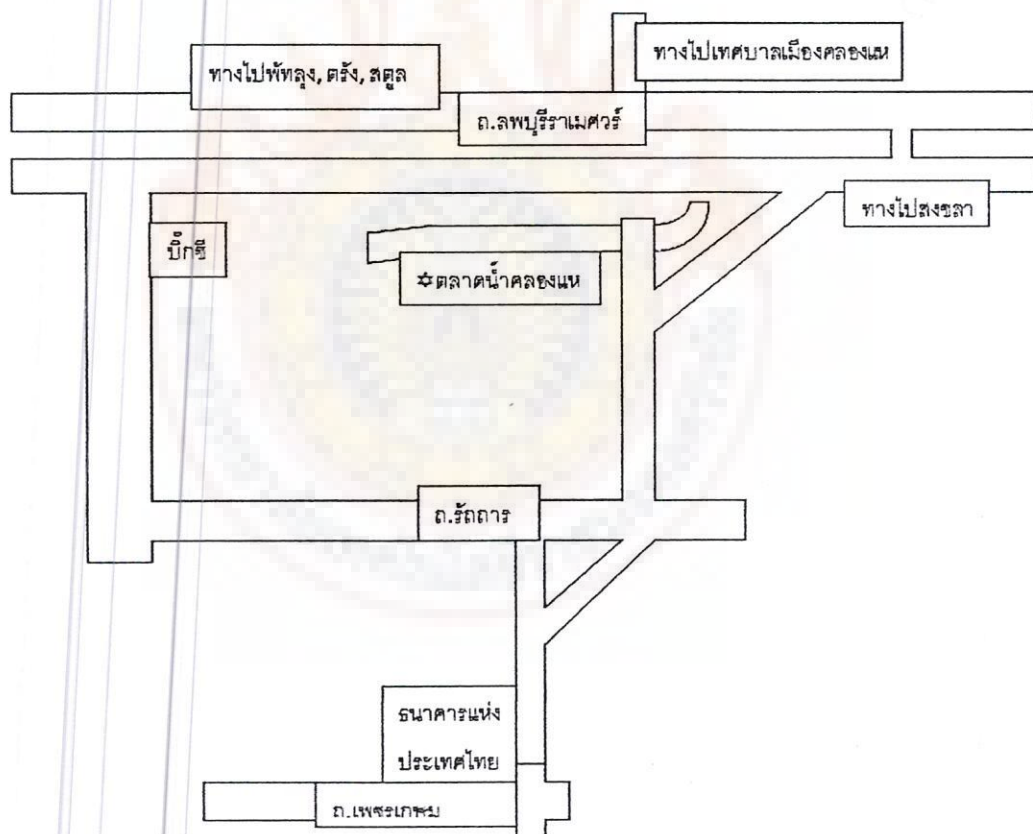 ทางไปเทศบาลเมืองคลองแห
ทางไปพัทลุง, ตรัง, สตูล
ถ.ลพบุรีราเมศวร์
ทางไปสงขลา
บิ๊กซี
✡ตลาดน้ำคลองแห
ถ.รัถการ
ธนาคารแห่ง
ประเทศไทย
ถ.เพชรเกษม